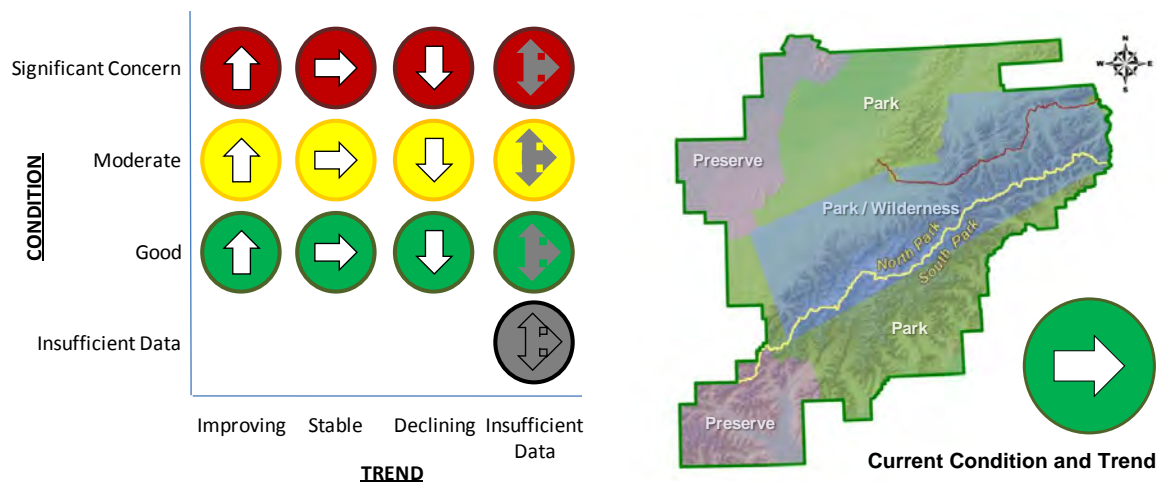 Significant Concern
Moderate
Good
Insufficient Data
CONDITION
Improving
Stable
Declining
Insufficient
Data
TREND
N
W
E
S
Park
Preserve
Park / Wilderness
North Park
South Park
Park
Preserve
Current Condition and Trend